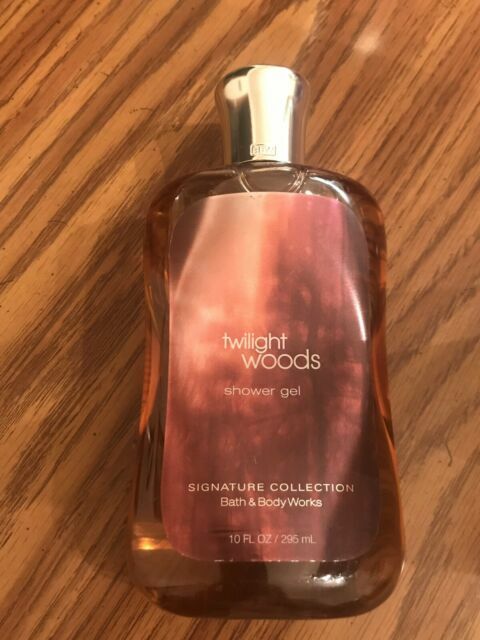 twilight
woods
shower gel
SIGNATURE COLLECTION
Bath & Body Works
10 FL OZ / 295 mL